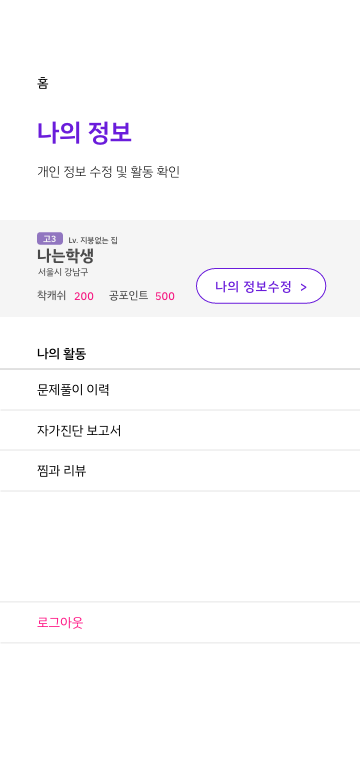 홈
나의 정보
개인 정보 수정 및 활동 확인
고3 Lv. 지붕없는 집
나는학생
서울시 강남구
착캐쉬 200 공포인트 500
나의 정보수정 >
나의 활동
문제풀이 이력
자가진단 보고서
찜과 리뷰
로그아웃